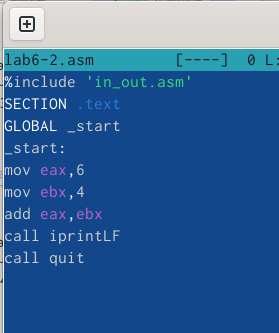 lab6-2.asm [----] 0 L:
%include 'in_out.asm'
SECTION .text
GLOBAL _start
_start:
mov eax,6
mov ebx,4
add eax,ebx
call iprintLF
call quit